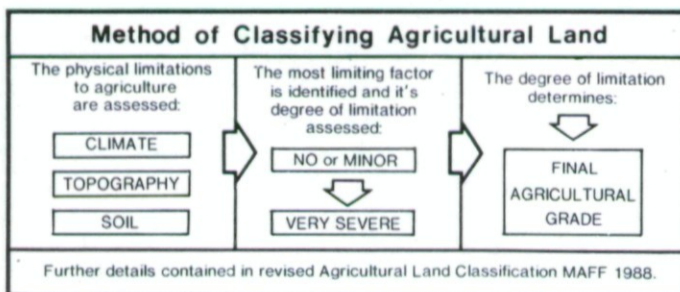 Method of Classifying Agricultural Land
The physical limitations
to agriculture
are assessed:
CLIMATE
TOPOGRAPHY
SOIL
The most limiting factor
is identified and it's
degree of limitation
assessed:
NO or MINOR
VERY SEVERE
The degree of limitation
determines:
FINAL
AGRICULTURAL
GRADE
Further details contained in revised Agricultural Land Classification MAFF 1988.